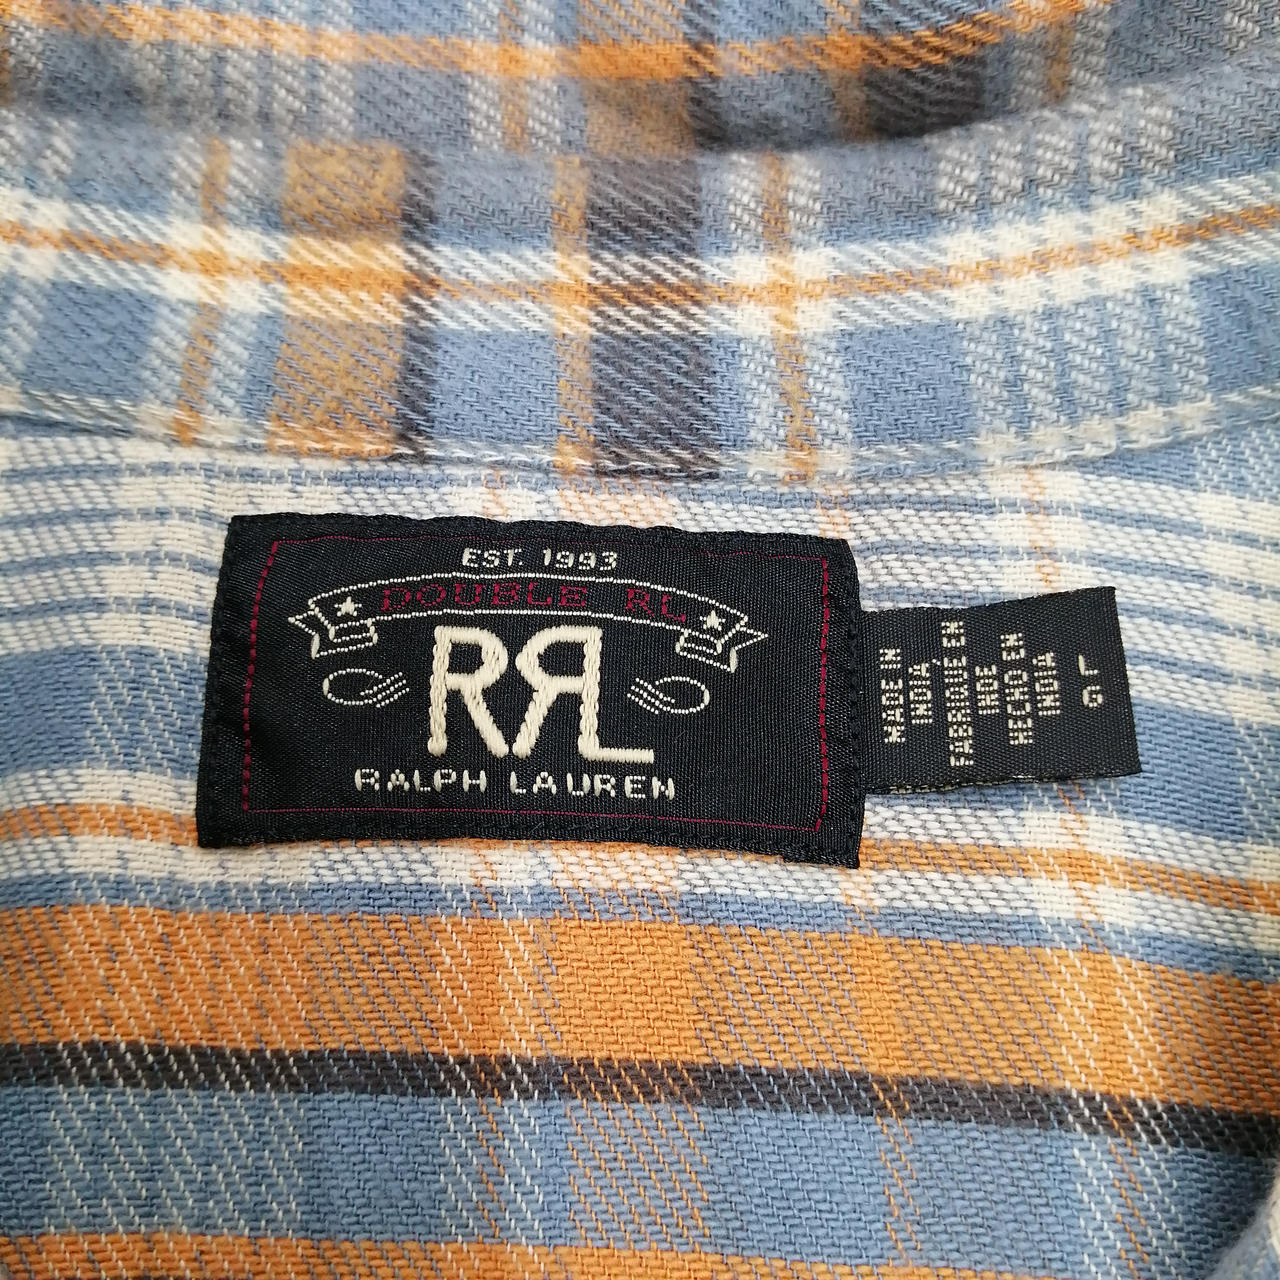 EST. 1993
DOUBLE RL
RRL
RALPH LAUREN
MADE IN
INDIA
FABRIQUÉ EN
INDE
HECHO EN
INDIA